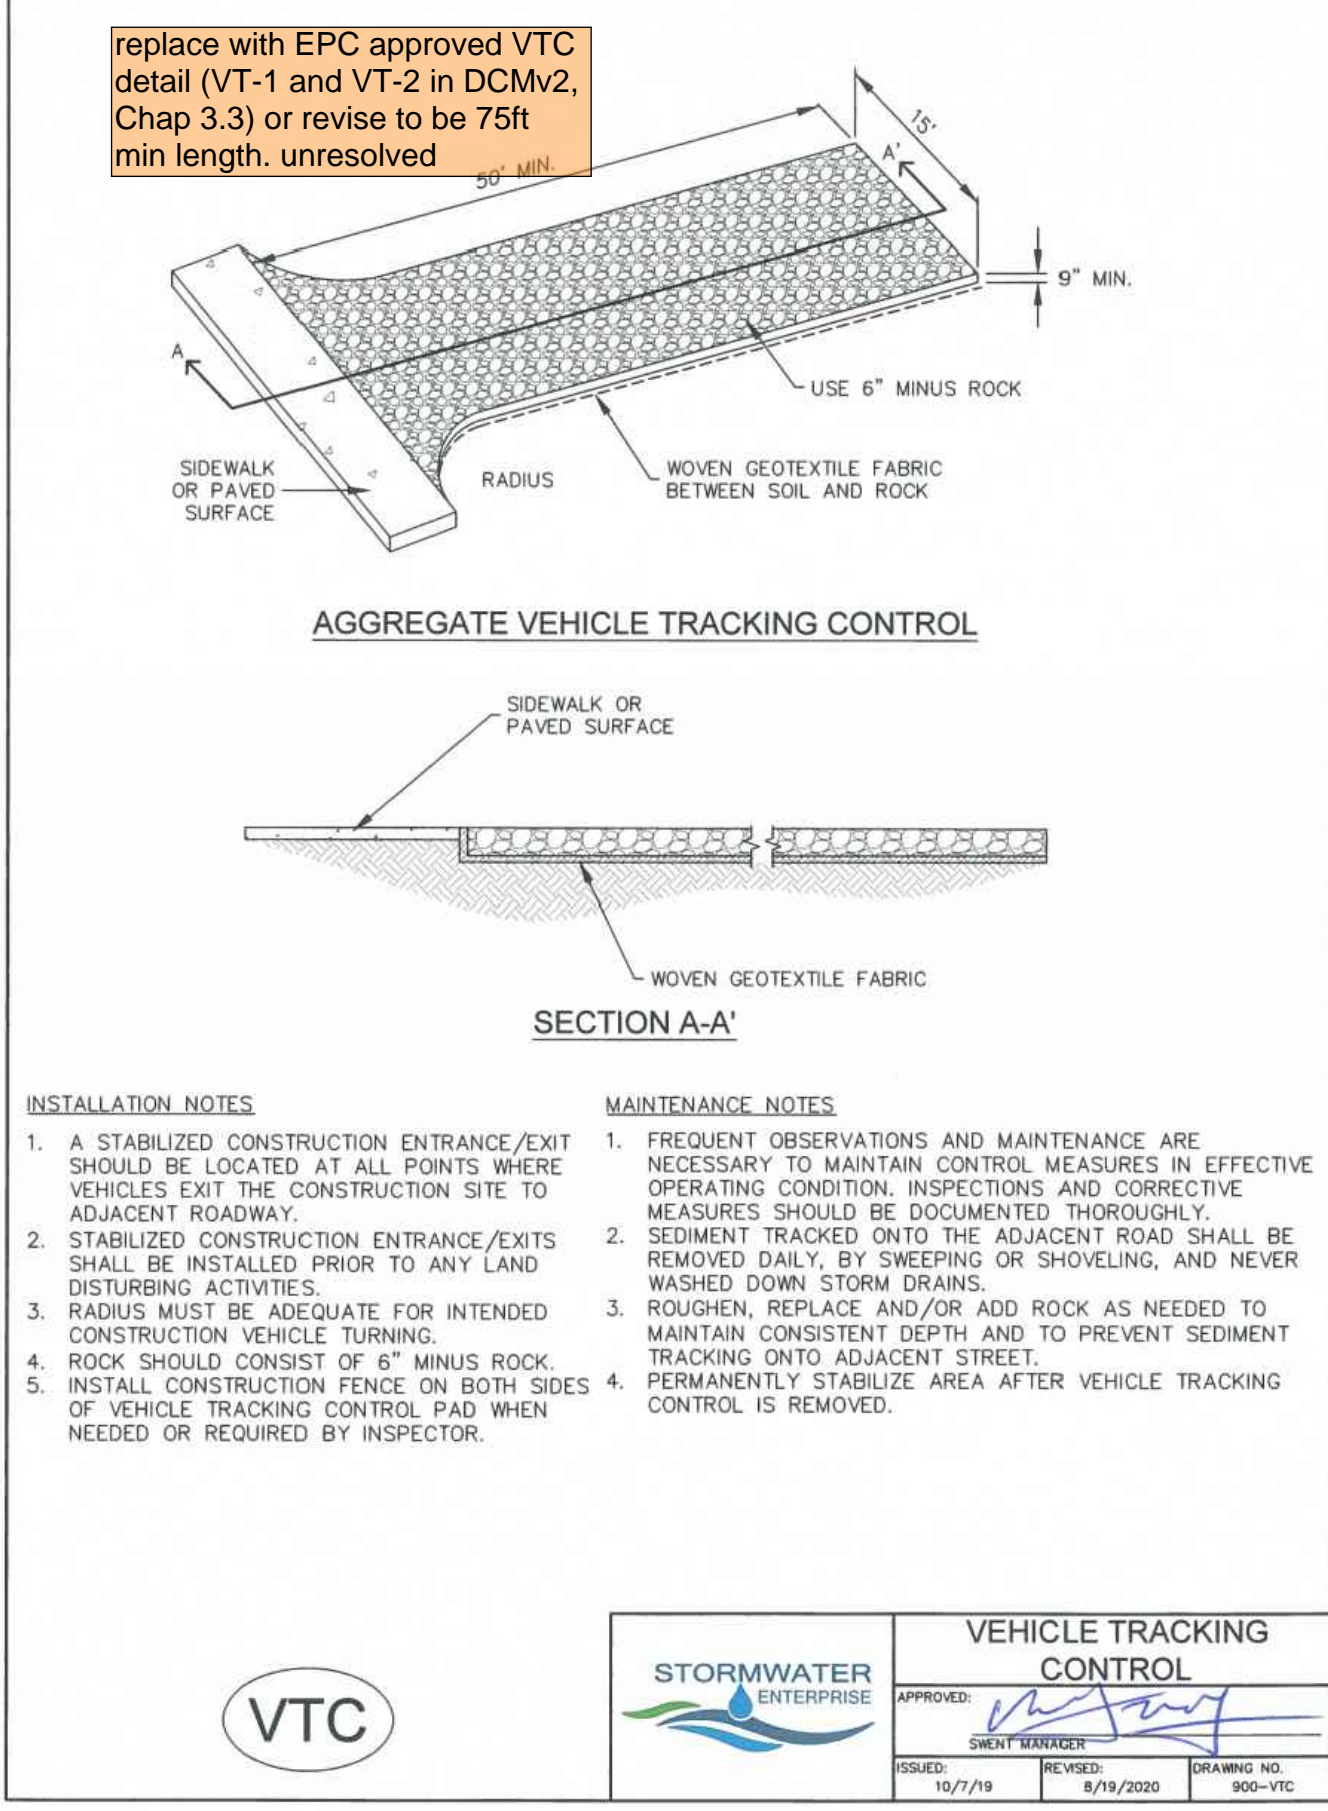 replace with EPC approved VTC
detail (VT-1 and VT-2 in DCMv2,
Chap 3.3) or revise to be 75ft
min length. unresolved
50' MIN.
15'
A'
9" MIN.
USE 6" MINUS ROCK
A
SIDEWALK
OR PAVED
SURFACE
RADIUS
WOVEN GEOTEXTILE FABRIC
BETWEEN SOIL AND ROCK
AGGREGATE VEHICLE TRACKING CONTROL
SIDEWALK OR
PAVED SURFACE
WOVEN GEOTEXTILE FABRIC
SECTION A-A'
INSTALLATION NOTES
1. A STABILIZED CONSTRUCTION ENTRANCE/EXIT
SHOULD BE LOCATED AT ALL POINTS WHERE
VEHICLES EXIT THE CONSTRUCTION SITE TO
ADJACENT ROADWAY.
2. STABILIZED CONSTRUCTION ENTRANCE/EXITS
SHALL BE INSTALLED PRIOR TO ANY LAND
DISTURBING ACTIVITIES.
3. RADIUS MUST BE ADEQUATE FOR INTENDED
CONSTRUCTION VEHICLE TURNING.
4. ROCK SHOULD CONSIST OF 6" MINUS ROCK.
5. INSTALL CONSTRUCTION FENCE ON BOTH SIDES
OF VEHICLE TRACKING CONTROL PAD WHEN
NEEDED OR REQUIRED BY INSPECTOR.
MAINTENANCE NOTES
1. FREQUENT OBSERVATIONS AND MAINTENANCE ARE
NECESSARY TO MAINTAIN CONTROL MEASURES IN EFFECTIVE
OPERATING CONDITION. INSPECTIONS AND CORRECTIVE
MEASURES SHOULD BE DOCUMENTED THOROUGHLY.
2. SEDIMENT TRACKED ONTO THE ADJACENT ROAD SHALL BE
REMOVED DAILY, BY SWEEPING OR SHOVELING, AND NEVER
WASHED DOWN STORM DRAINS.
3. ROUGHEN, REPLACE AND/OR ADD ROCK AS NEEDED TO
MAINTAIN CONSISTENT DEPTH AND TO PREVENT SEDIMENT
TRACKING ONTO ADJACENT STREET.
4. PERMANENTLY STABILIZE AREA AFTER VEHICLE TRACKING
CONTROL IS REMOVED.
VTC
STORMWATER
ENTERPRISE
VEHICLE TRACKING
CONTROL
APPROVED:
SWENT MANAGER
ISSUED:
10/7/19
REVISED:
8/19/2020
DRAWING NO.
900-VTC